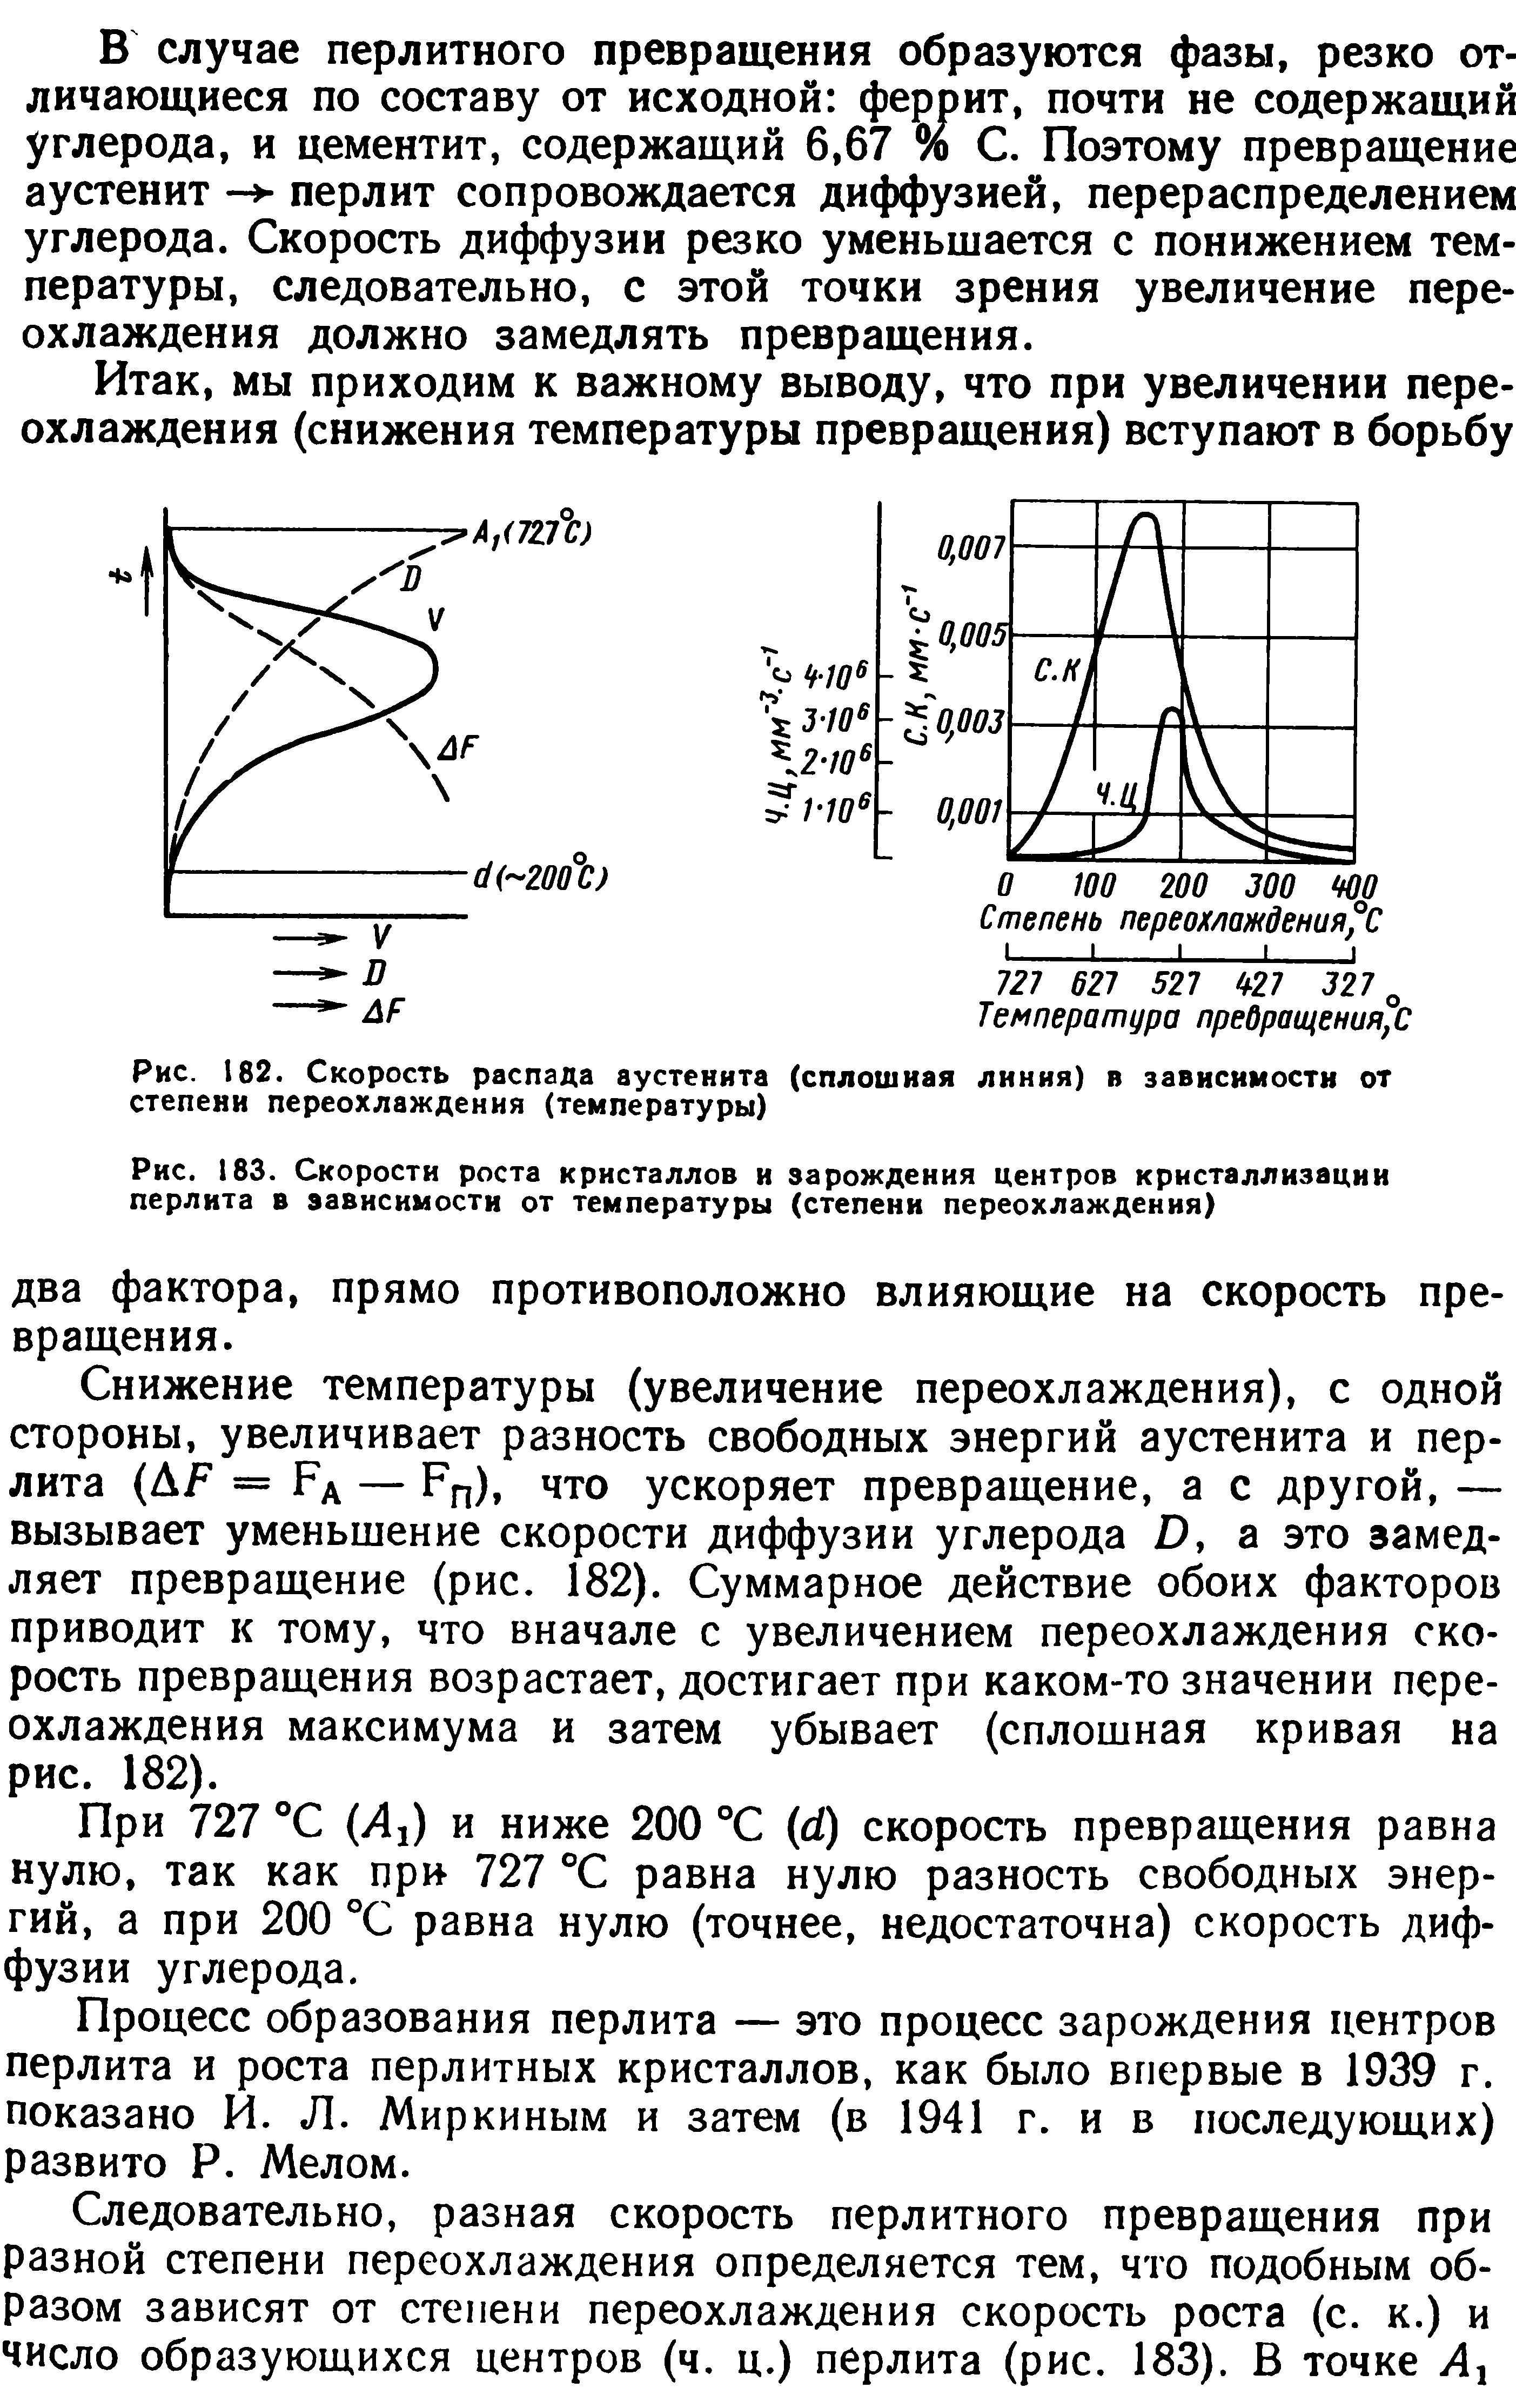 В случае перлитного превращения образуются фазы, резко от-
личающиеся по составу от исходной: феррит, почти не содержащий
углерода, и цементит, содержащий 6,67 % С. Поэтому превращение
аустенит → перлит сопровождается диффузией, перераспределением
углерода. Скорость диффузии резко уменьшается с понижением тем-
пературы, следовательно, с этой точки зрения увеличение пере-
охлаждения должно замедлять превращения.
Итак, мы приходим к важному выводу, что при увеличении пере-
охлаждения (снижения температуры превращения) вступают в борьбу
t
A₁(727°C)
D
V
ΔF
d(~200°C)
→ V
→ D
→ ΔF
Ч.Ц, мм⁻³·с⁻¹
4·10⁶
3·10⁶
2·10⁶
1·10⁶
С.К, мм·с⁻¹
0,007
0,005
0,003
0,001
С.К
Ч.Ц
0 100 200 300 400
Степень переохлаждения,°С
727 627 527 427 327
Температура превращения,°С
Рис. 182. Скорость распада аустенита (сплошная линия) в зависимости от
степени переохлаждения (температуры)
Рис. 183. Скорости роста кристаллов и зарождения центров кристаллизации
перлита в зависимости от температуры (степени переохлаждения)
два фактора, прямо противоположно влияющие на скорость пре-
вращения.
Снижение температуры (увеличение переохлаждения), с одной
стороны, увеличивает разность свободных энергий аустенита и пер-
лита (ΔF = F_А — F_П), что ускоряет превращение, а с другой, —
вызывает уменьшение скорости диффузии углерода D, а это замед-
ляет превращение (рис. 182). Суммарное действие обоих факторов
приводит к тому, что вначале с увеличением переохлаждения ско-
рость превращения возрастает, достигает при каком-то значении пере-
охлаждения максимума и затем убывает (сплошная кривая на
рис. 182).
При 727 °С (A₁) и ниже 200 °С (d) скорость превращения равна
нулю, так как при 727 °С равна нулю разность свободных энер-
гий, а при 200 °С равна нулю (точнее, недостаточна) скорость диф-
фузии углерода.
Процесс образования перлита — это процесс зарождения центров
перлита и роста перлитных кристаллов, как было впервые в 1939 г.
показано И. Л. Миркиным и затем (в 1941 г. и в последующих)
развито Р. Мелом.
Следовательно, разная скорость перлитного превращения при
разной степени переохлаждения определяется тем, что подобным об-
разом зависят от степени переохлаждения скорость роста (с. к.) и
число образующихся центров (ч. ц.) перлита (рис. 183). В точке A₁